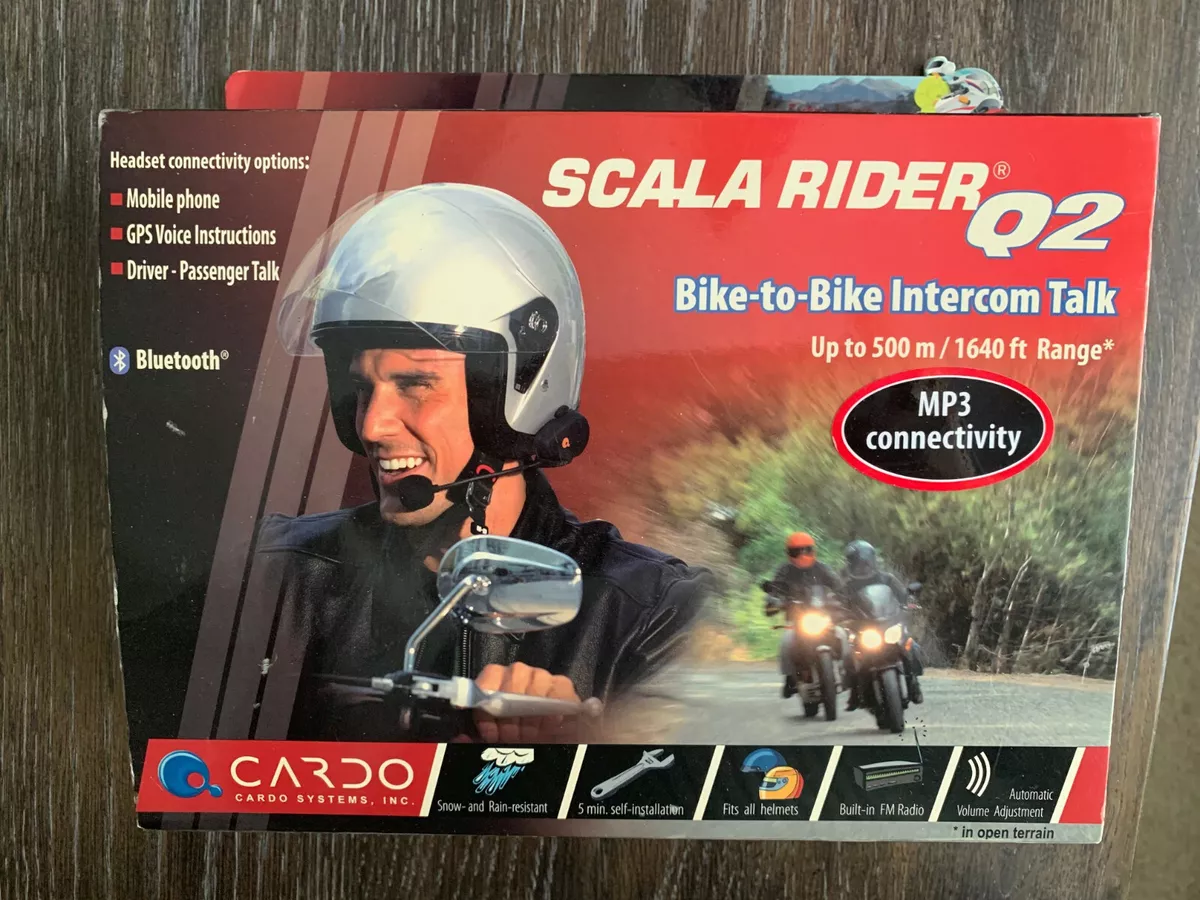 Headset connectivity options:
Mobile phone
GPS Voice Instructions
Driver - Passenger Talk
Bluetooth®
SCALA RIDER®
Q2
Bike-to-Bike Intercom Talk
Up to 500 m / 1640 ft Range*
MP3
connectivity
CARDO
CARDO SYSTEMS, INC.
Snow- and Rain-resistant
5 min. self-installation
Fits all helmets
Built-in FM Radio
Automatic
Volume Adjustment
* in open terrain